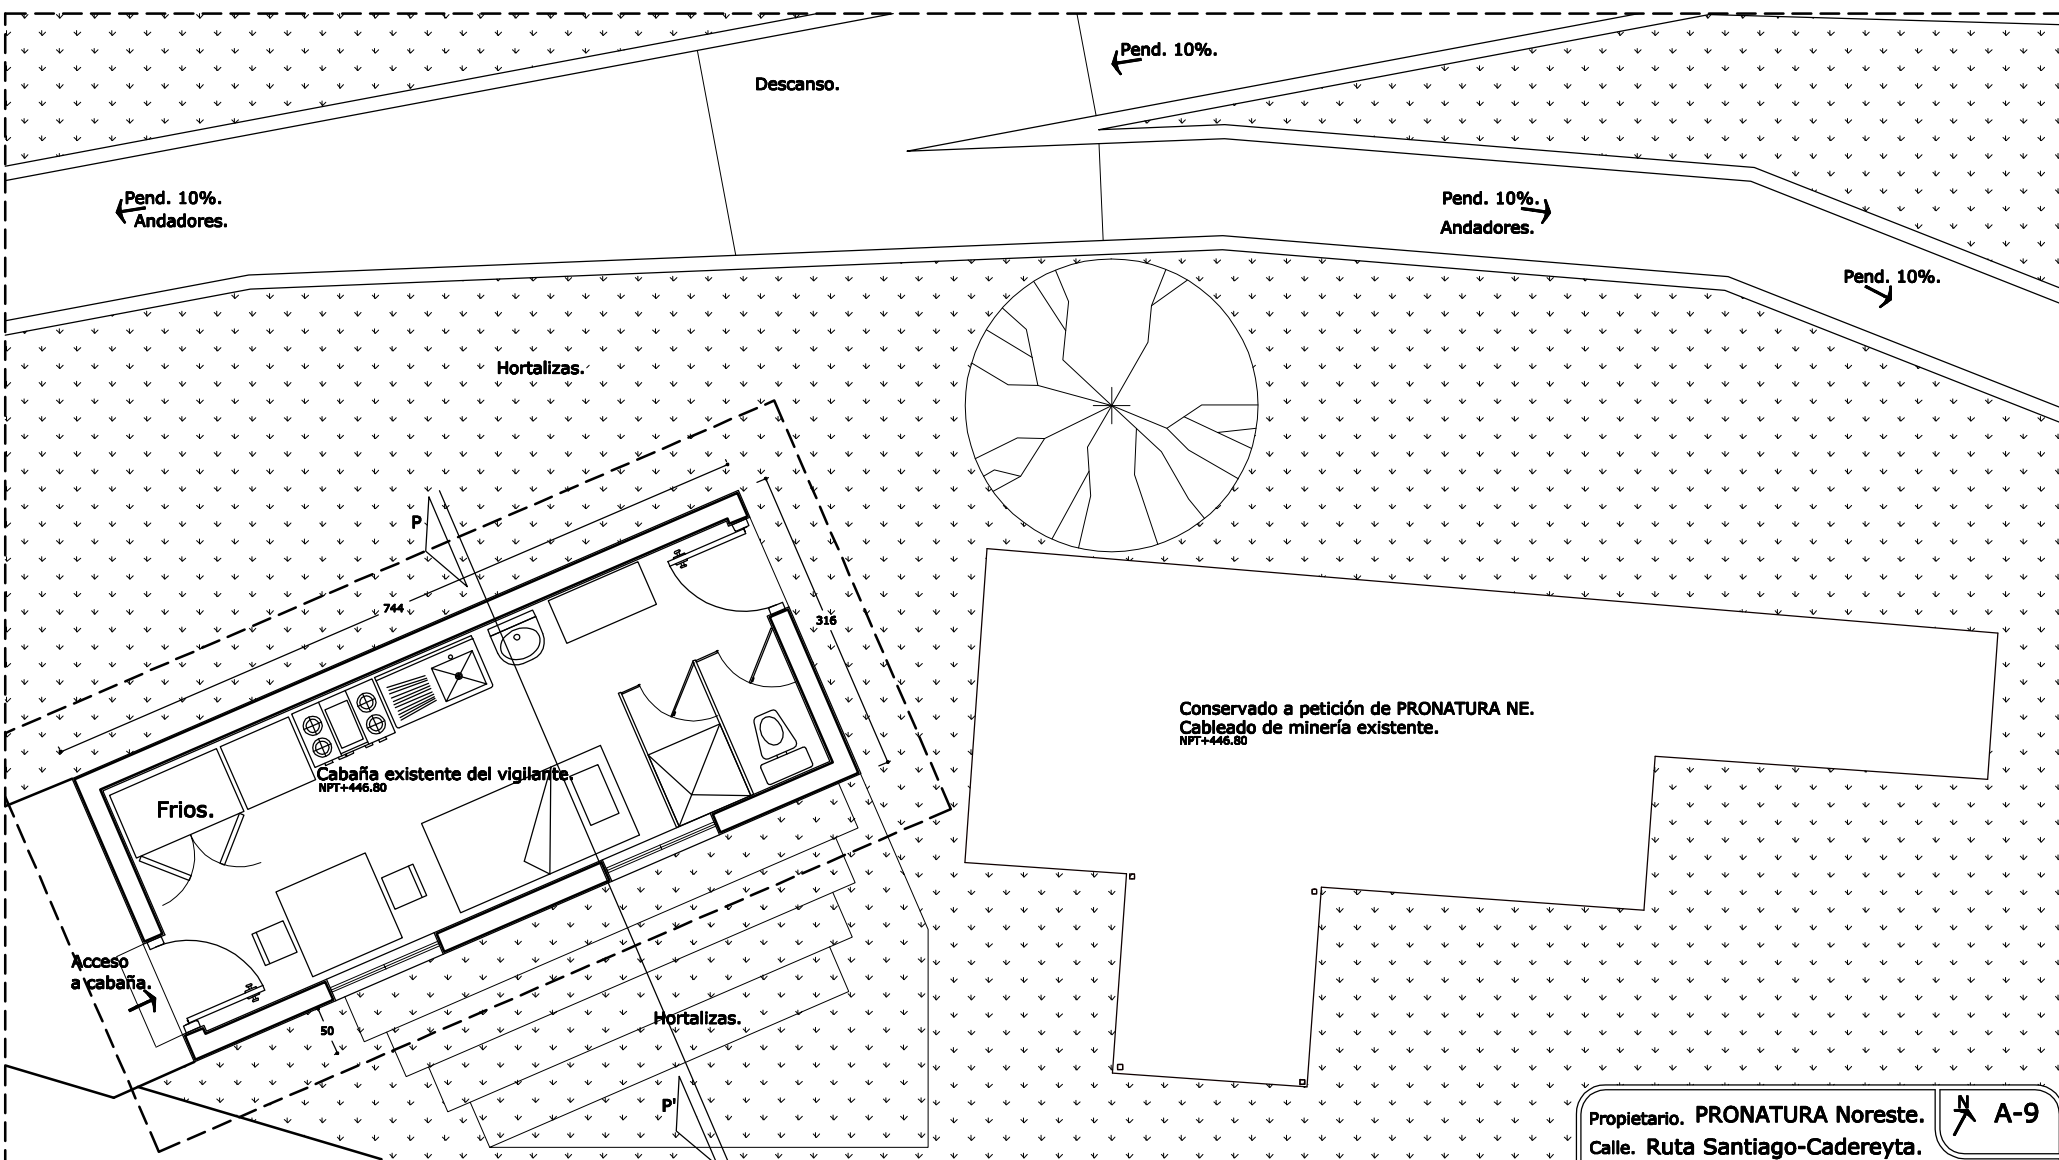 Pend. 10%.
Descanso.
Pend. 10%.
Andadores.
Pend. 10%.
Andadores.
Pend. 10%.
Hortalizas.
P
744
316
Conservado a petición de PRONATURA NE.
Cableado de minería existente.
NPT+446.80
Cabaña existente del vigilante.
NPT+446.80
Frios.
Acceso
a cabaña.
Hortalizas.
50
P'
Propietario. PRONATURA Noreste.
Calle. Ruta Santiago-Cadereyta.
N
A-9